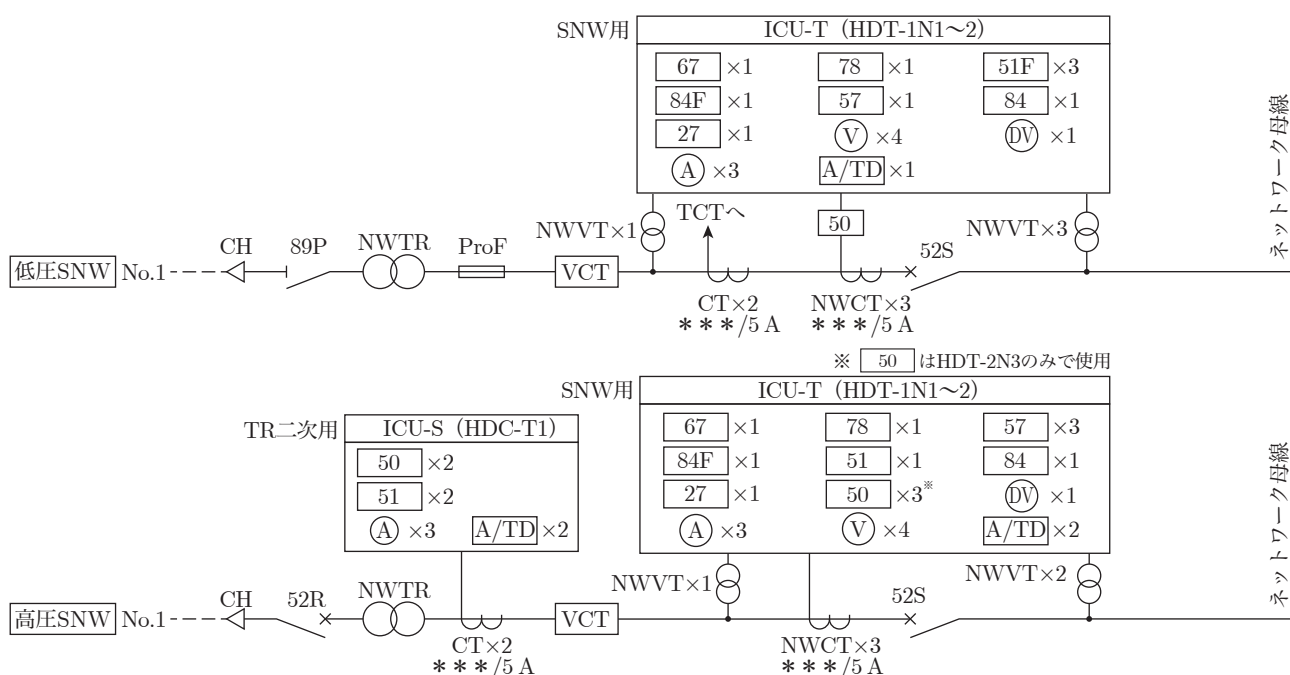 SNW用
ICU-T（HDT-1N1～2）
67 ×1 78 ×1 51F ×3
84F ×1 57 ×1 84 ×1
27 ×1 V ×4 DV ×1
A ×3 A/TD ×1
ネットワーク母線
NWVT×1
TCTへ
50
NWVT×3
CH
89P
NWTR
ProF
52S
低圧SNW No.1
VCT
CT×2
＊＊＊/5 A
NWCT×3
＊＊＊/5 A
※ 50 はHDT-2N3のみで使用
SNW用
ICU-T（HDT-1N1～2）
TR二次用
ICU-S（HDC-T1）
50 ×2
51 ×2
A ×3 A/TD ×2
67 ×1 78 ×1 57 ×3
84F ×1 51 ×1 84 ×1
27 ×1 50 ×3※ DV ×1
A ×3 V ×4 A/TD ×2
ネットワーク母線
NWVT×1
NWVT×2
CH
52R
NWTR
52S
高圧SNW No.1
VCT
CT×2
＊＊＊/5 A
NWCT×3
＊＊＊/5 A